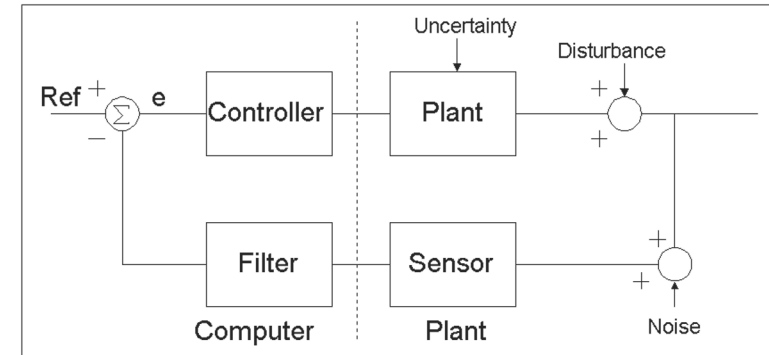 Uncertainty
Disturbance
Ref + e Controller Plant +
Σ
− +
Filter Sensor +
+
Computer Plant Noise